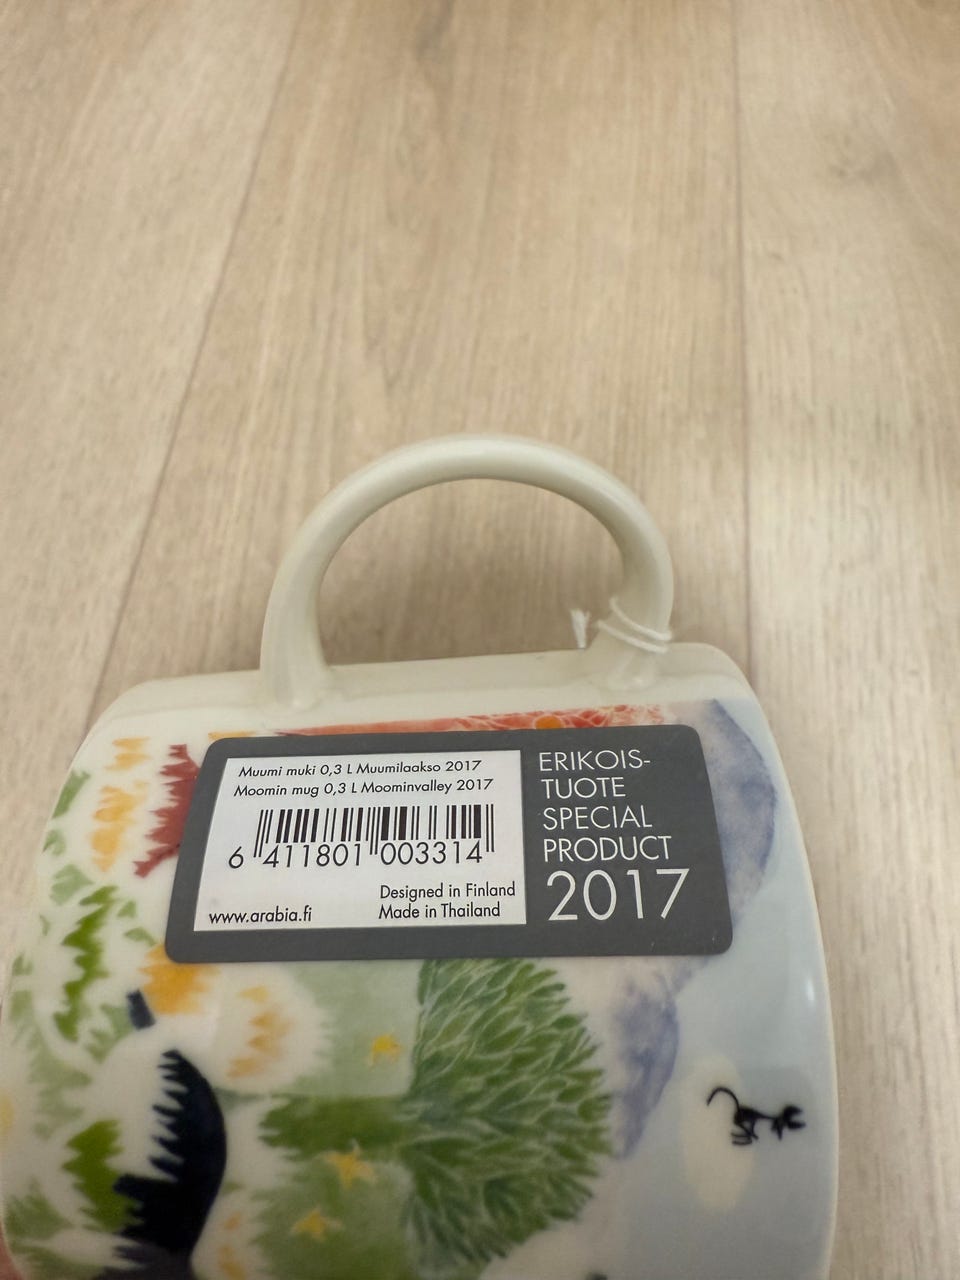 Muumi muki 0,3 L Muumilaakso 2017
Moomin mug 0,3 L Moominvalley 2017
6 411801 003314
Designed in Finland
www.arabia.fi Made in Thailand
ERIKOIS-
TUOTE
SPECIAL
PRODUCT
2017